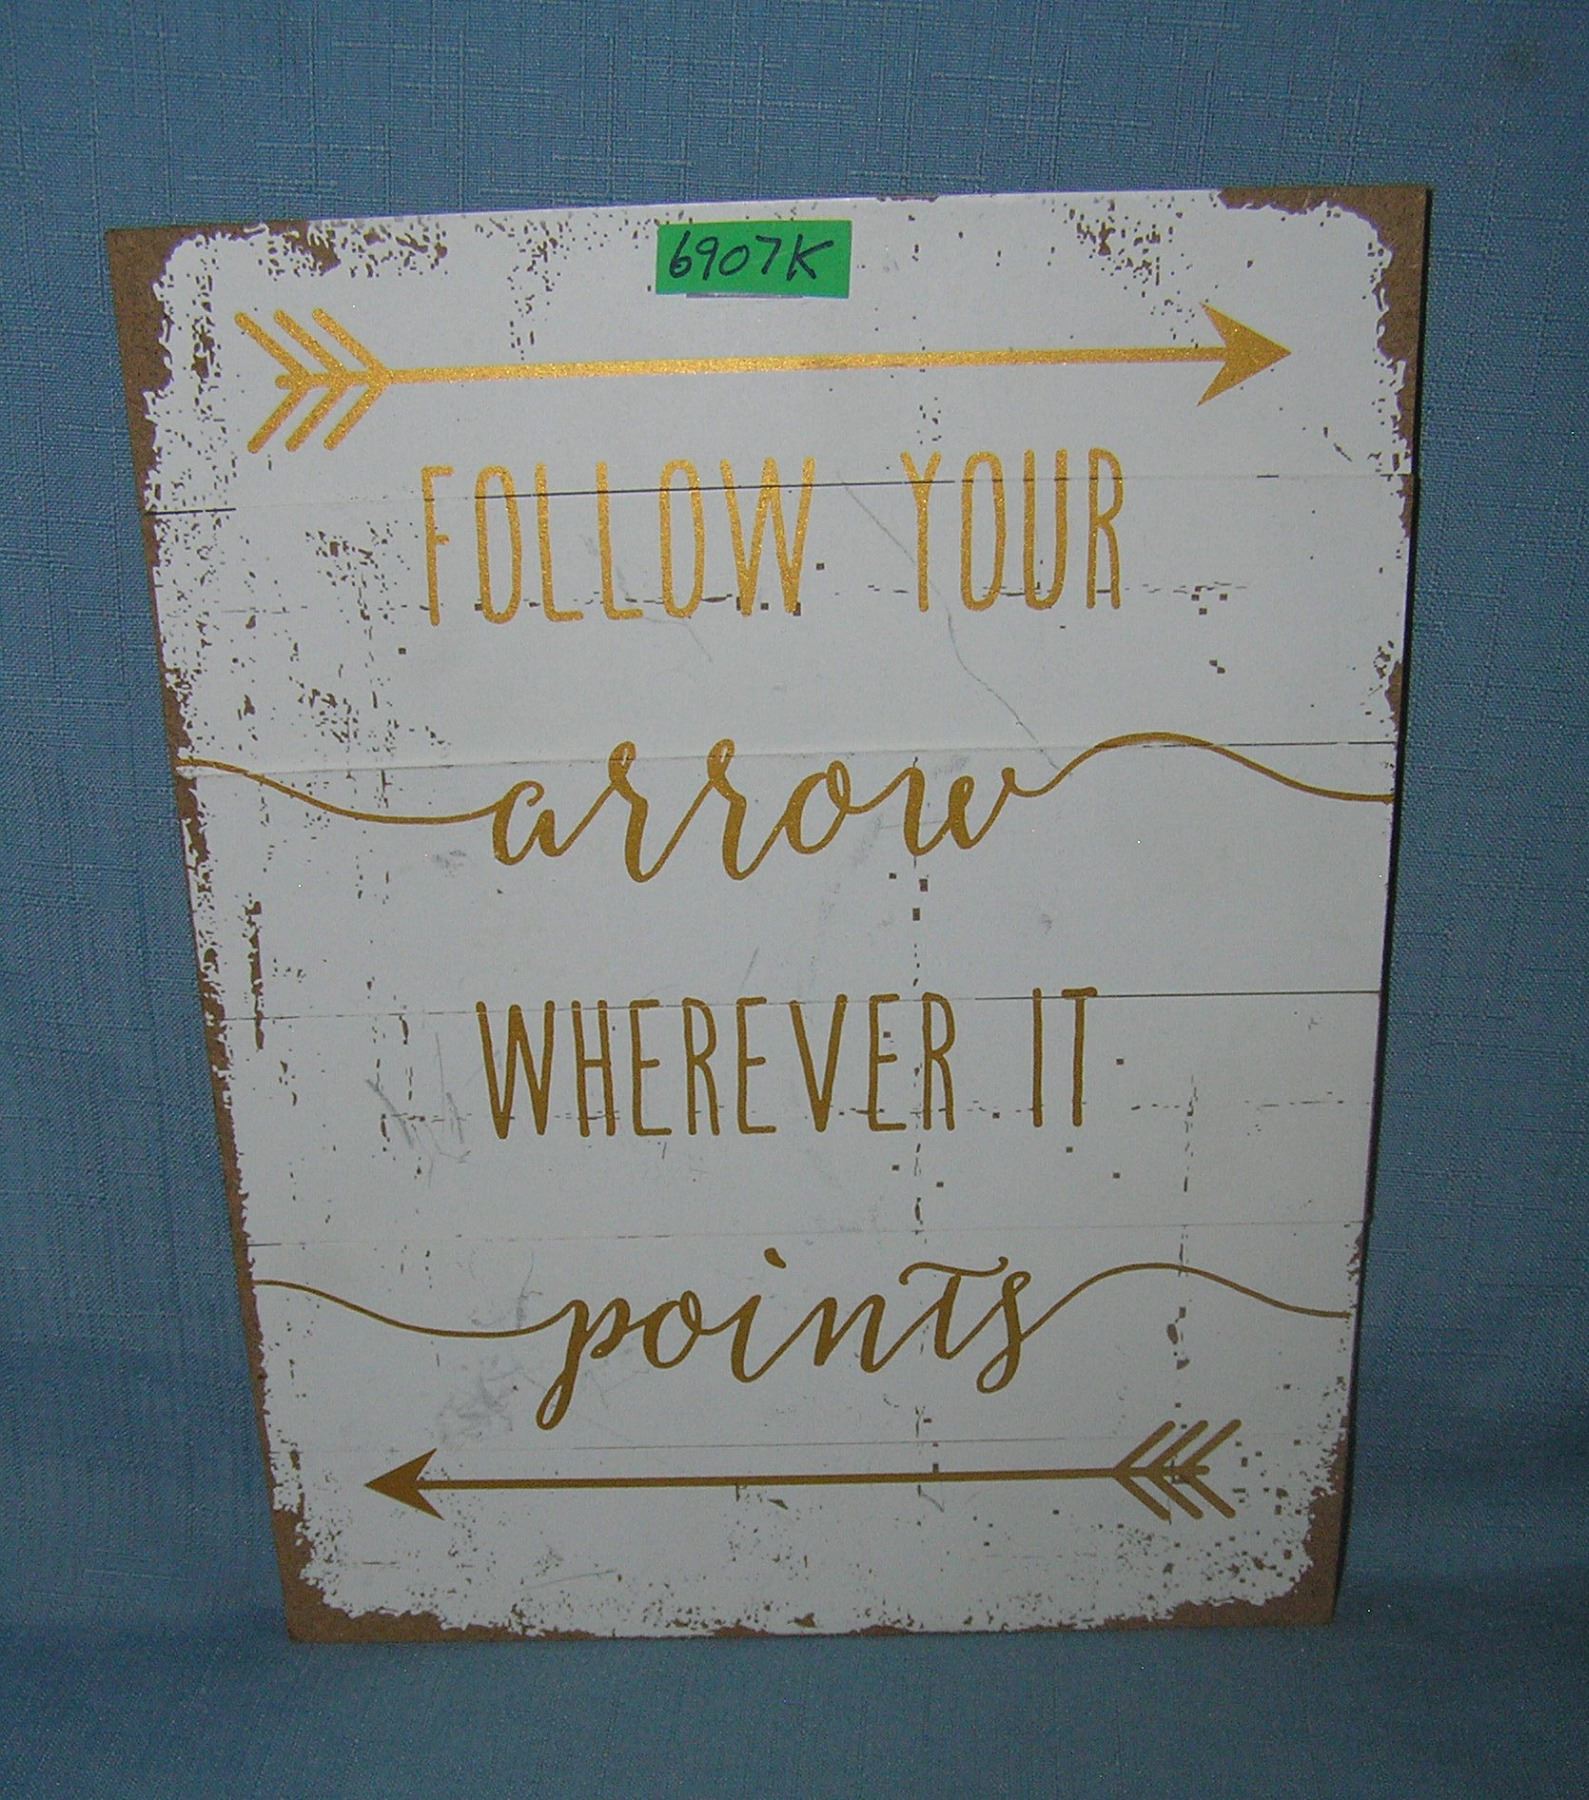 6907K
FOLLOW YOUR
arrow
WHEREVER IT
points